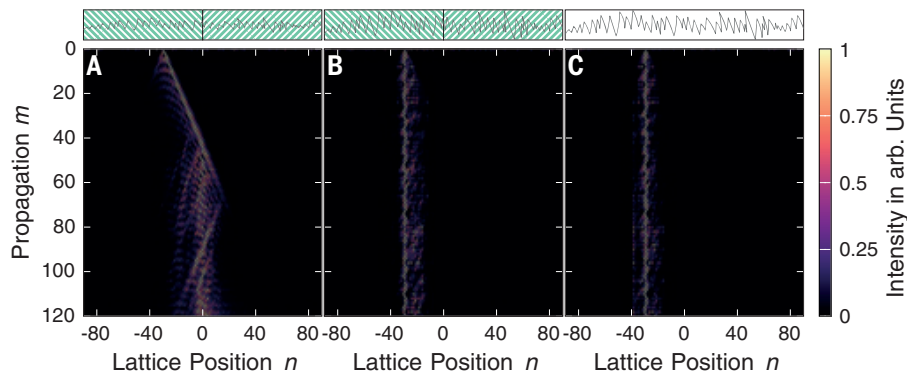 A
B
C
Propagation m
0
20
40
60
80
100
120
-80 -40 0 40 80
-80 -40 0 40 80
-80 -40 0 40 80
Lattice Position n
Lattice Position n
Lattice Position n
1
0.75
0.5
0.25
0
Intensity in arb. Units